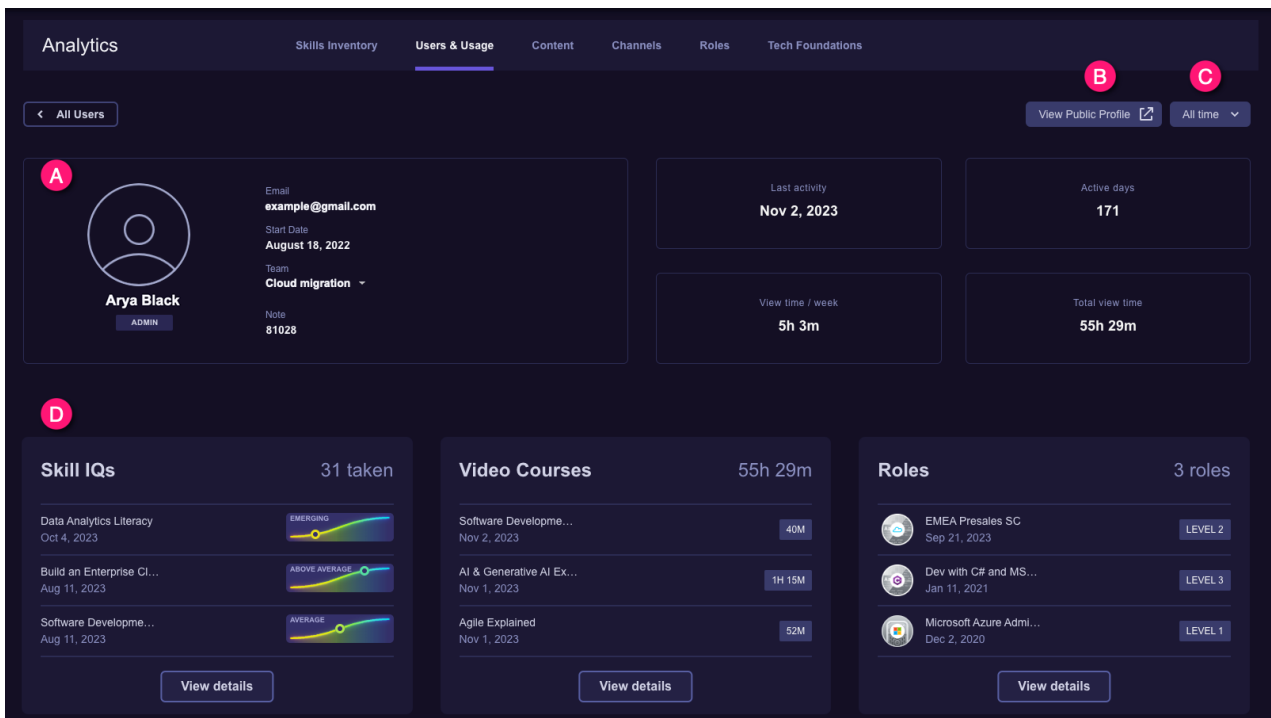 Analytics
Skills Inventory
Users & Usage
Content
Channels
Roles
Tech Foundations
B
C
All Users
View Public Profile
All time
A
Arya Black
ADMIN
Email
example@gmail.com
Start Date
August 18, 2022
Team
Cloud migration
Note
81028
Last activity
Nov 2, 2023
Active days
171
View time / week
5h 3m
Total view time
55h 29m
D
Skill IQs
31 taken
Data Analytics Literacy
Oct 4, 2023
EMERGING
Build an Enterprise Cl...
Aug 11, 2023
ABOVE AVERAGE
Software Developme...
Aug 11, 2023
AVERAGE
View details
Video Courses
55h 29m
Software Developme...
Nov 2, 2023
40M
AI & Generative AI Ex...
Nov 1, 2023
1H 15M
Agile Explained
Nov 1, 2023
52M
View details
Roles
3 roles
EMEA Presales SC
Sep 21, 2023
LEVEL 2
Dev with C# and MS...
Jan 11, 2021
LEVEL 3
Microsoft Azure Admi...
Dec 2, 2020
LEVEL 1
View details